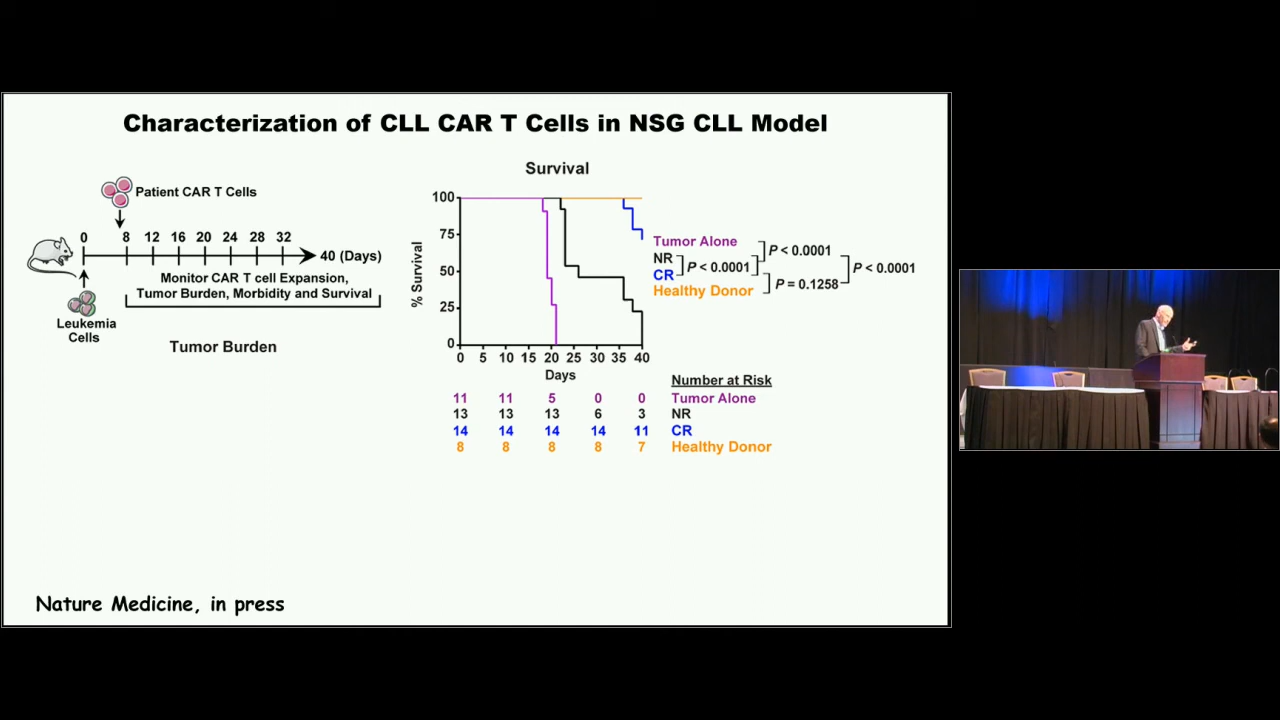 Characterization of CLL CAR T Cells in NSG CLL Model
Patient CAR T Cells
0 8 12 16 20 24 28 32
40 (Days)
Monitor CAR T cell Expansion,
Tumor Burden, Morbidity and Survival
Leukemia
Cells
Tumor Burden
Survival
% Survival
100
75
50
25
0
0 5 10 15 20 25 30 35 40
Days
Tumor Alone
NR
CR
Healthy Donor
P < 0.0001
P < 0.0001
P = 0.1258
P < 0.0001
Number at Risk
11 11 5 0 0 Tumor Alone
13 13 13 6 3 NR
14 14 14 14 11 CR
8 8 8 8 7 Healthy Donor
Nature Medicine, in press